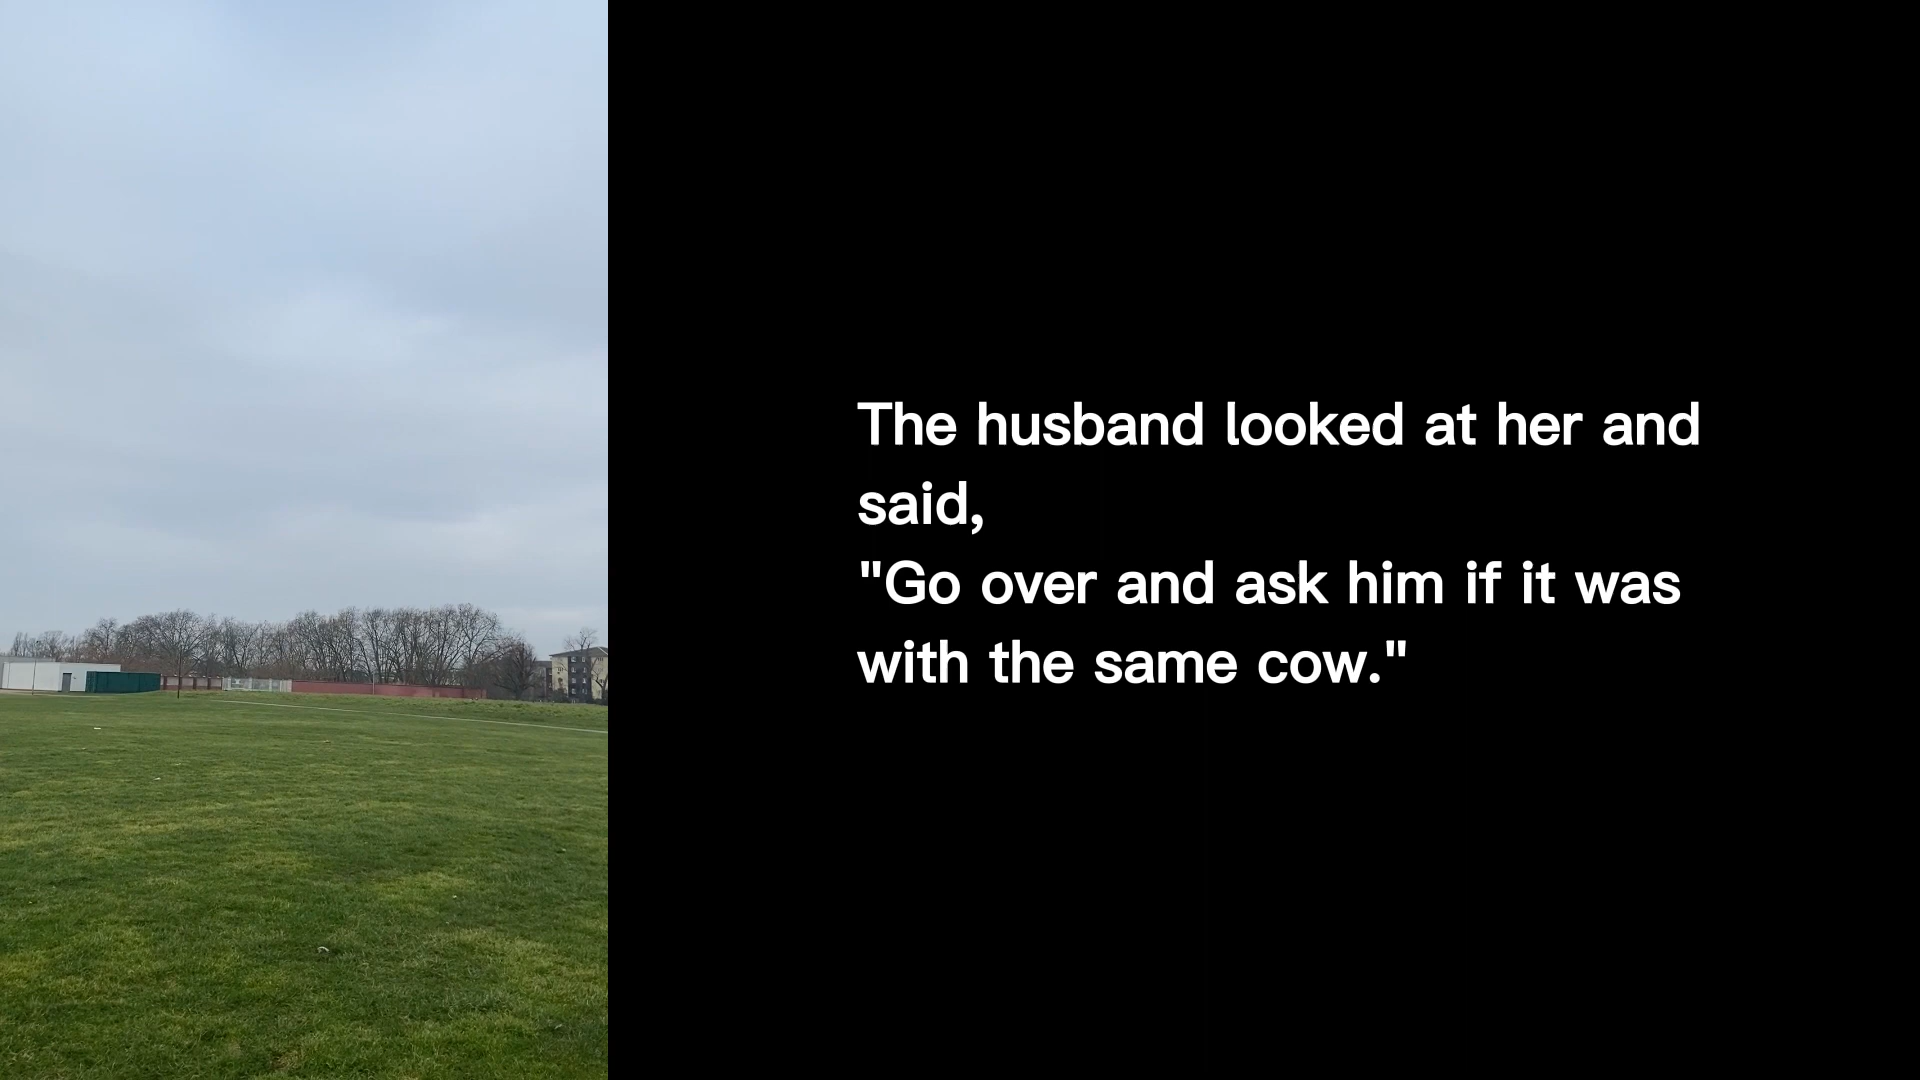 The husband looked at her and
said,
"Go over and ask him if it was
with the same cow."